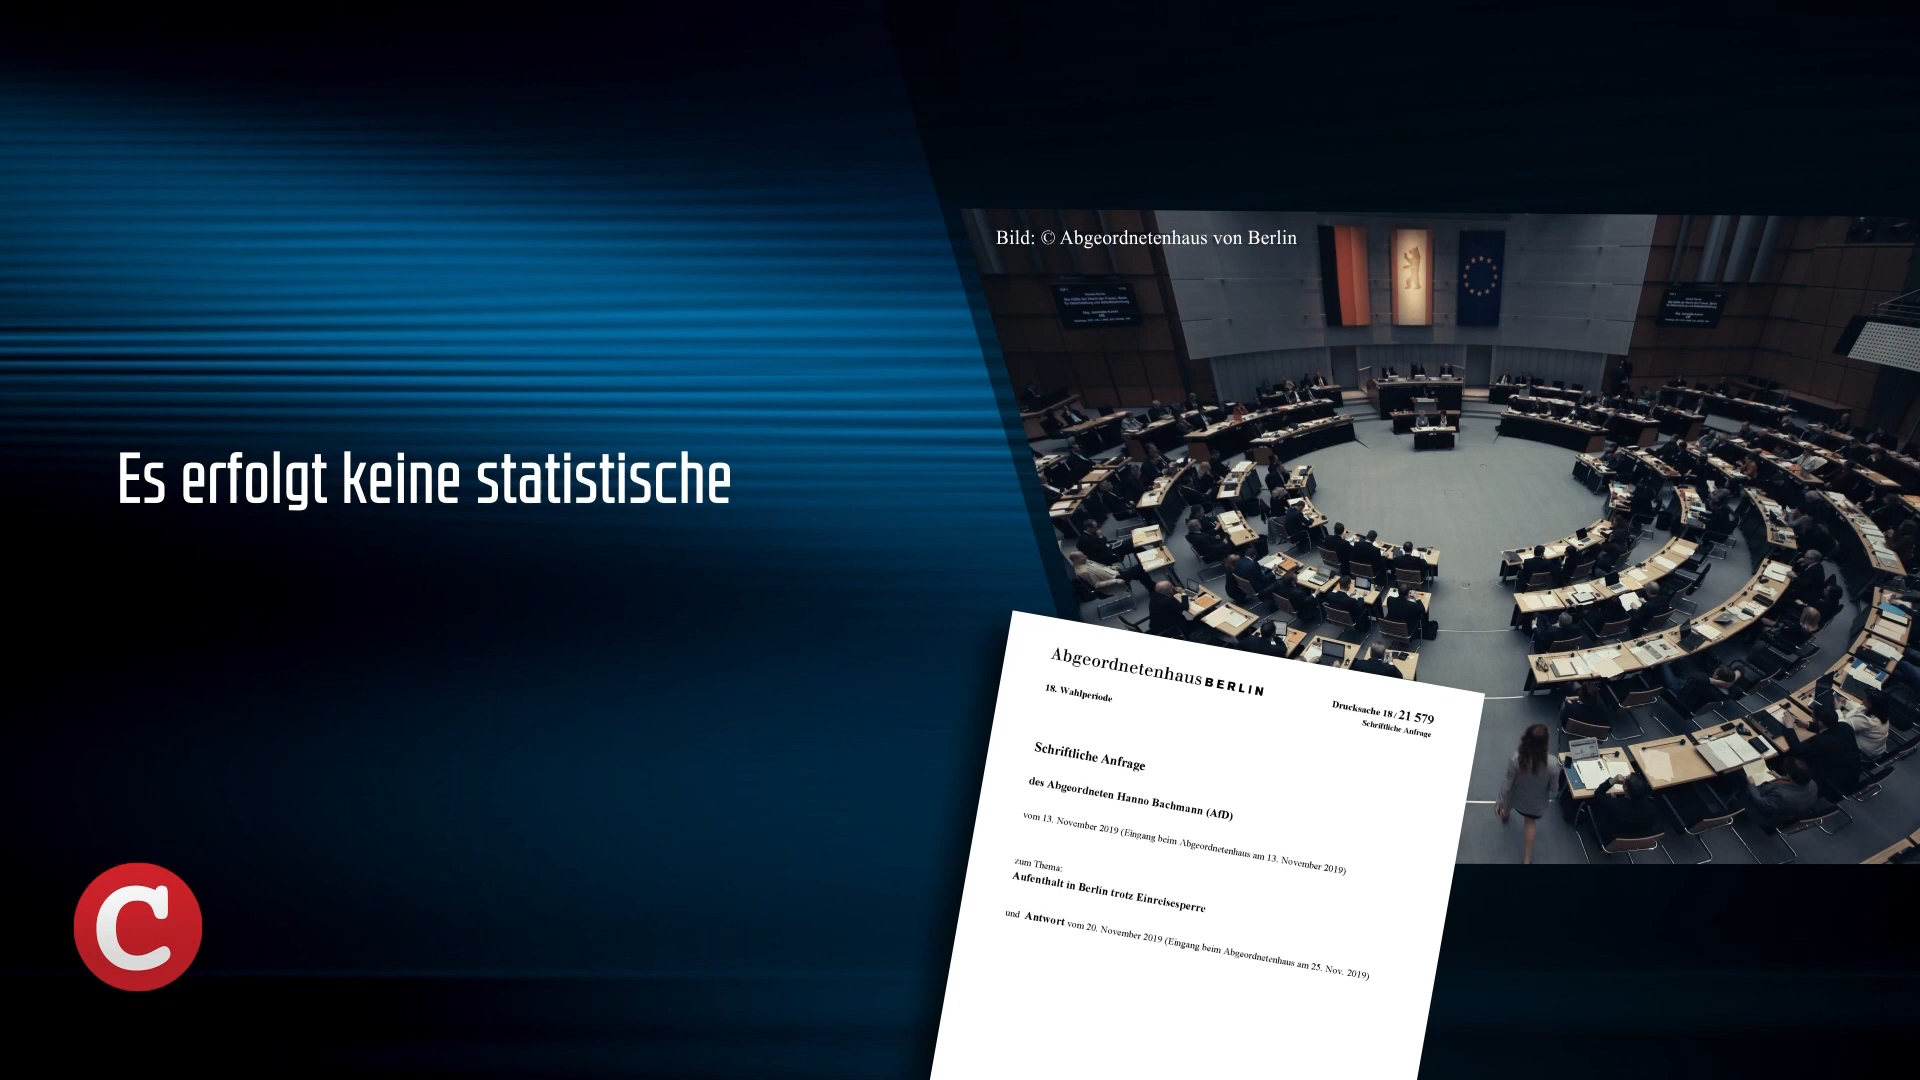 Bild: © Abgeordnetenhaus von Berlin
Es erfolgt keine statistische
C
Abgeordnetenhaus BERLIN
18. Wahlperiode
Drucksache 18 / 21 579
Schriftliche Anfrage
Schriftliche Anfrage
des Abgeordneten Hanno Bachmann (AfD)
vom 13. November 2019 (Eingang beim Abgeordnetenhaus am 13. November 2019)
zum Thema:
Aufenthalt in Berlin trotz Einreisesperre
und Antwort vom 20. November 2019 (Eingang beim Abgeordnetenhaus am 25. Nov. 2019)